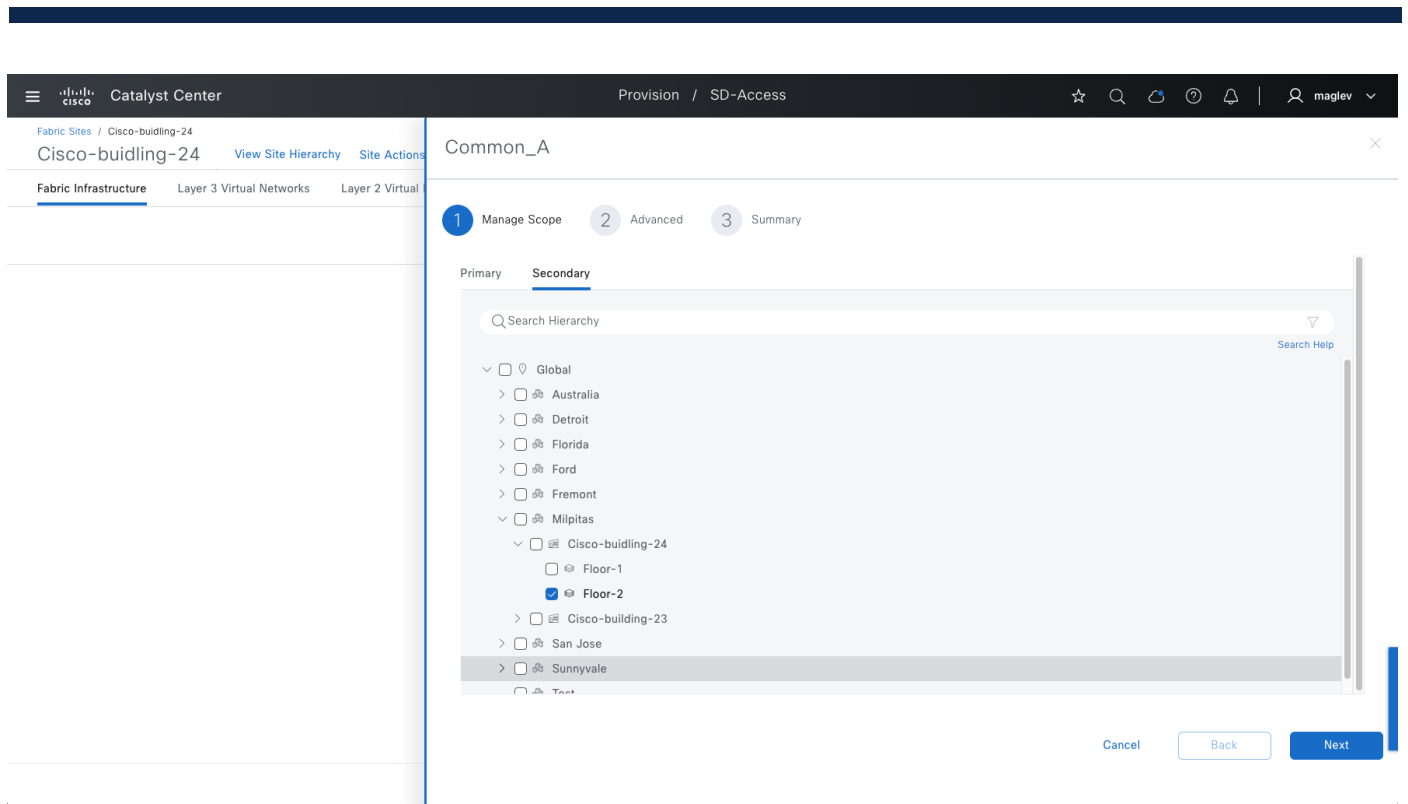 cisco Catalyst Center Provision / SD-Access maglev
Fabric Sites / Cisco-buidling-24
Cisco-buidling-24 View Site Hierarchy Site Actions
Common_A
Fabric Infrastructure Layer 3 Virtual Networks Layer 2 Virtual
1 Manage Scope 2 Advanced 3 Summary
Primary Secondary
Search Hierarchy
Search Help
Global
Australia
Detroit
Florida
Ford
Fremont
Milpitas
Cisco-buidling-24
Floor-1
Floor-2
Cisco-building-23
San Jose
Sunnyvale
Test
Cancel Back Next